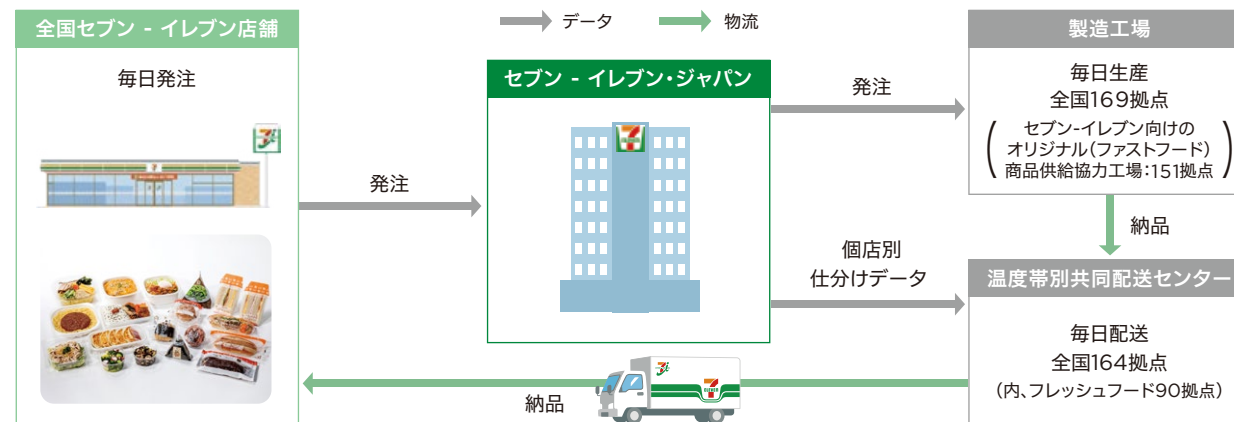 データ
物流
全国セブン - イレブン店舗
毎日発注
発注
セブン - イレブン・ジャパン
発注
個店別
仕分けデータ
製造工場
毎日生産
全国169拠点
(セブン-イレブン向けの
オリジナル(ファストフード)
商品供給協力工場:151拠点)
納品
温度帯別共同配送センター
毎日配送
全国164拠点
(内、フレッシュフード90拠点)
納品
7
ELEVEn